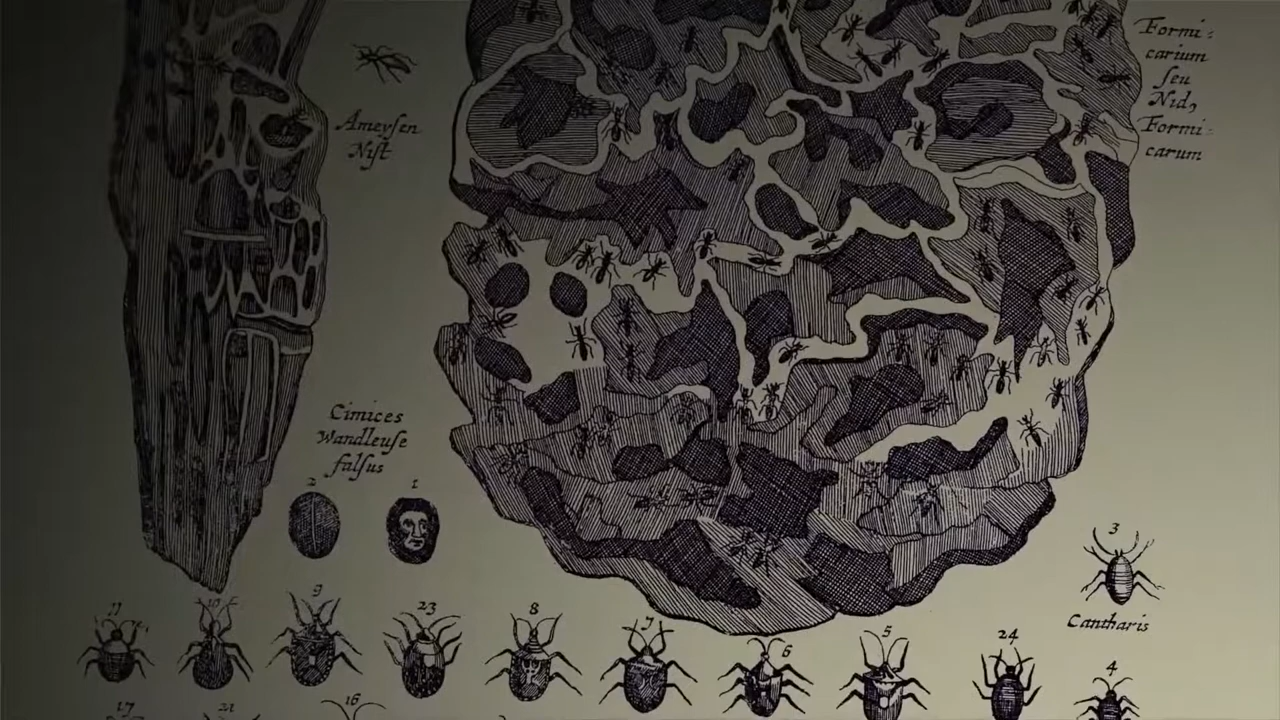 Formi:
carium
seu
Nid,
Formi:
carum
Ameysen
Nist
Cimices
Wandleuse
falsus
2 1
3
Cantharis
11 10 9 23 8 7 6 5 24 4
17 21 16